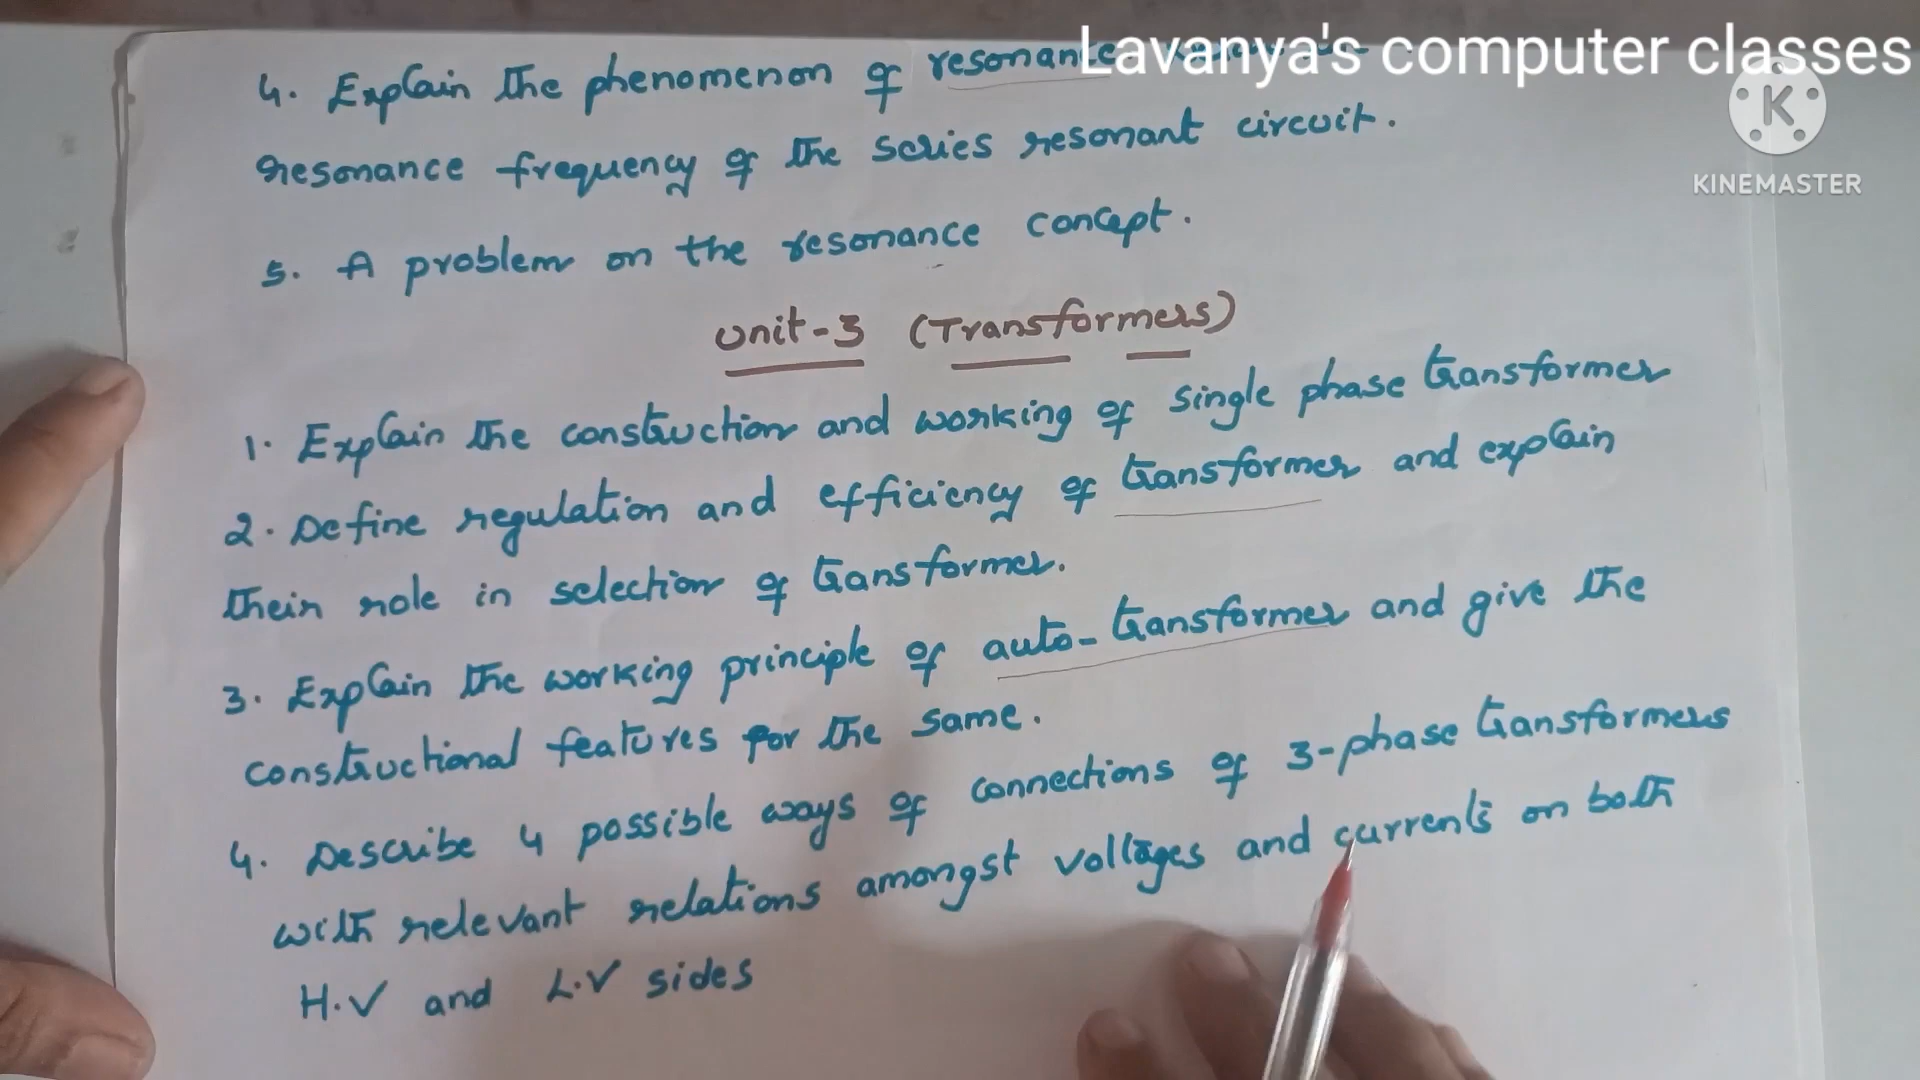 Lavanya's computer classes
KINEMASTER
4. Explain the phenomenon of resonance
resonance frequency of the series resonant circuit.
5. A problem on the resonance concept.
Unit-3 (Transformers)
1. Explain the construction and working of single phase transformer
2. Define regulation and efficiency of transformer and explain
their role in selection of transformer.
3. Explain the working principle of auto-transformer and give the
constructional features for the same.
4. Describe 4 possible ways of connections of 3-phase transformers
with relevant relations amongst voltages and currents on both
H.V and L.V sides